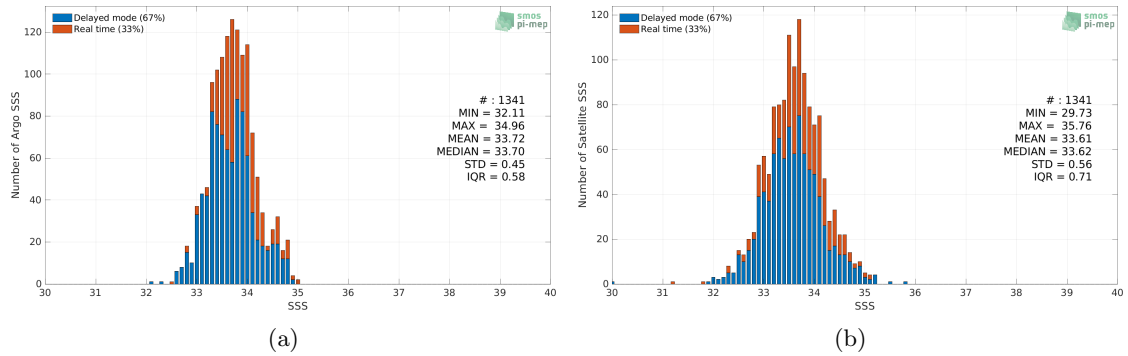 Delayed mode (67%)
Real time (33%)
smos
pi-mep
Number of Argo SSS
120
100
80
60
40
20
0
# : 1341
MIN = 32.11
MAX = 34.96
MEAN = 33.72
MEDIAN = 33.70
STD = 0.45
IQR = 0.58
30 31 32 33 34 35 36 37 38 39 40
SSS
(a)
Delayed mode (67%)
Real time (33%)
smos
pi-mep
Number of Satellite SSS
120
100
80
60
40
20
0
# : 1341
MIN = 29.73
MAX = 35.76
MEAN = 33.61
MEDIAN = 33.62
STD = 0.56
IQR = 0.71
30 31 32 33 34 35 36 37 38 39 40
SSS
(b)